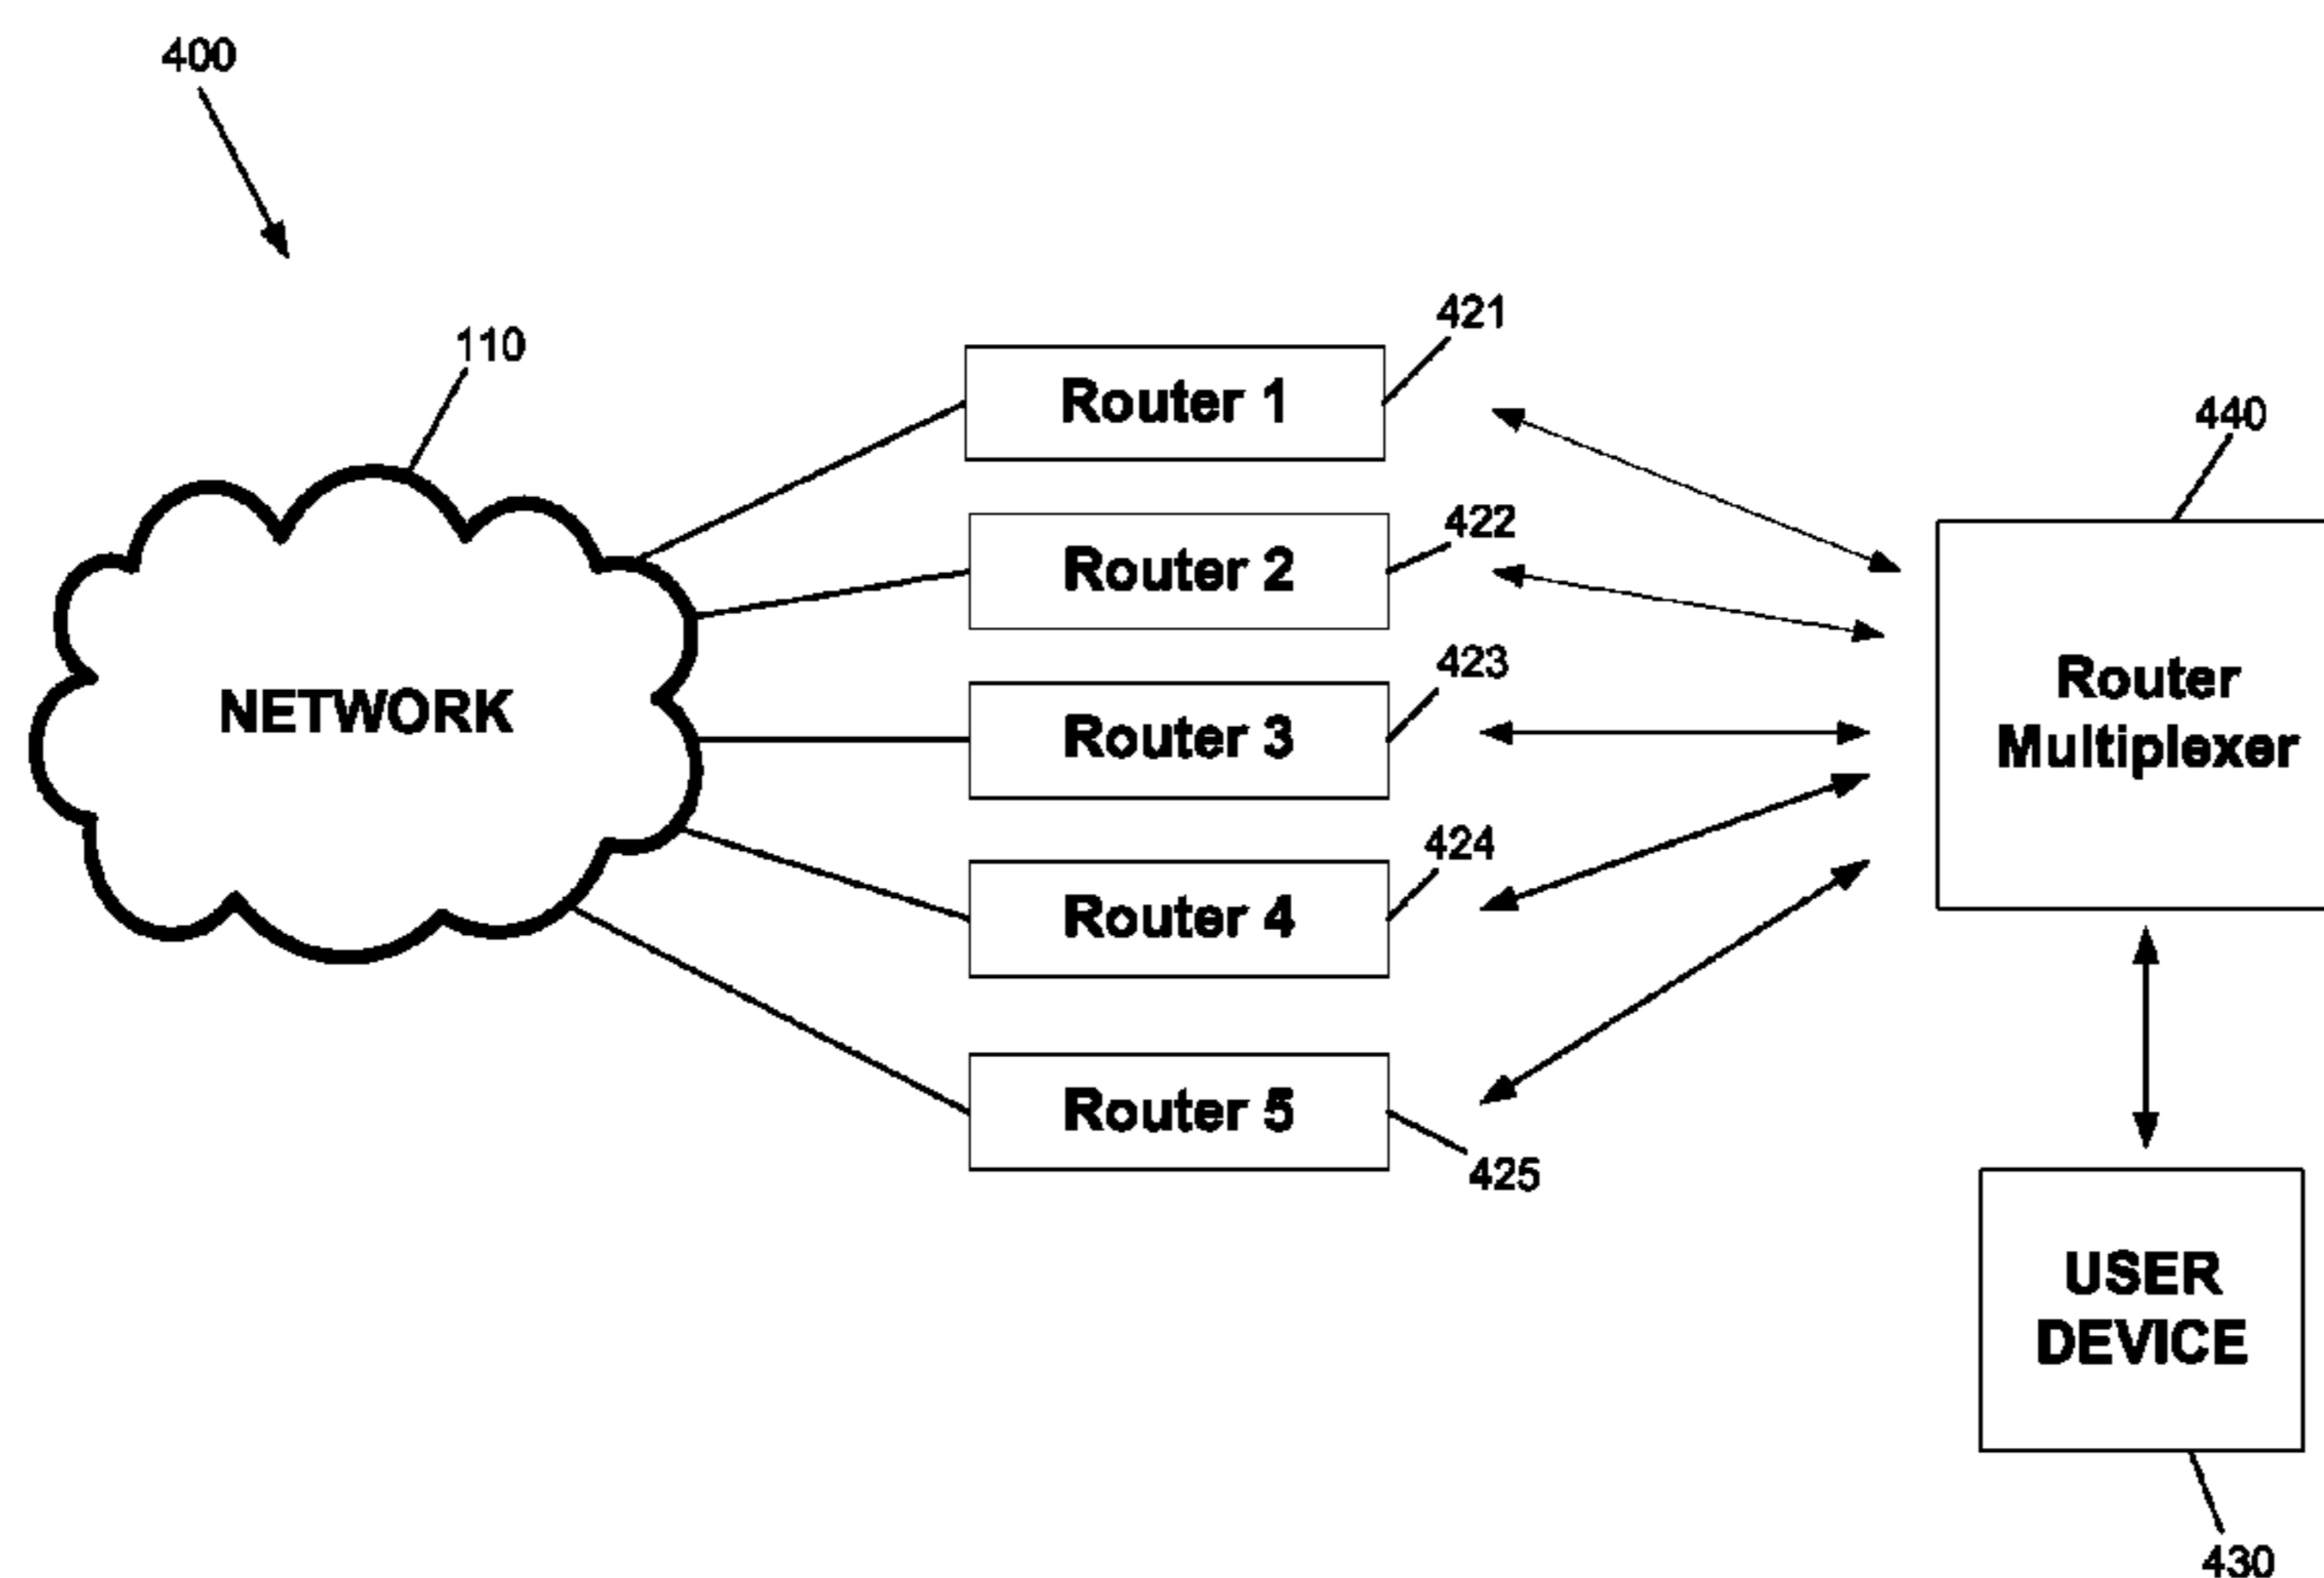 400
110
421
Router 1
440
422
Router 2
423
Router
Multiplexer
NETWORK
Router 3
424
Router 4
Router 5
425
USER
DEVICE
430